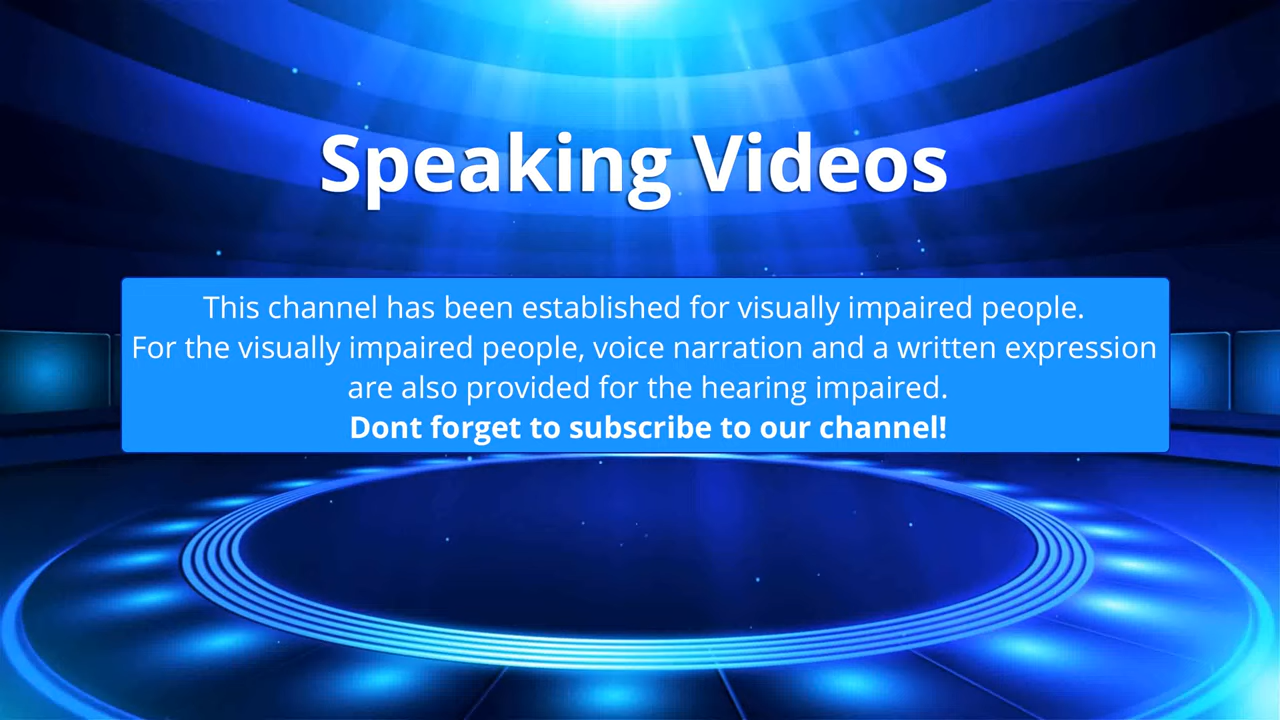 Speaking Videos
This channel has been established for visually impaired people.
For the visually impaired people, voice narration and a written expression
are also provided for the hearing impaired.
Dont forget to subscribe to our channel!